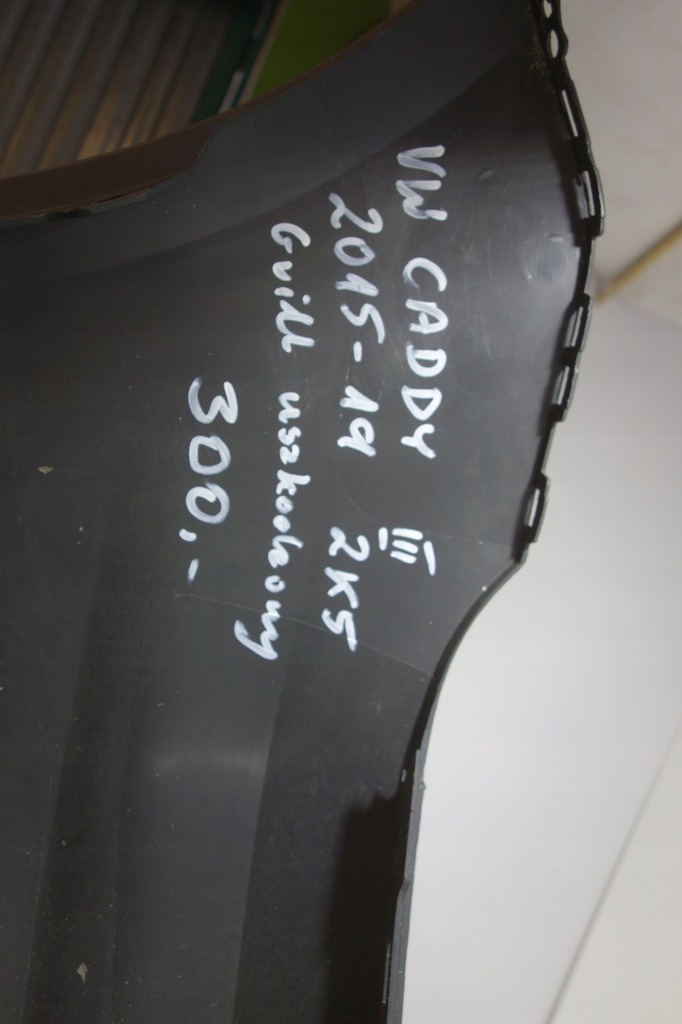 VW CADDY III
2015-19 2K5
Grill uszkodzony
300,-